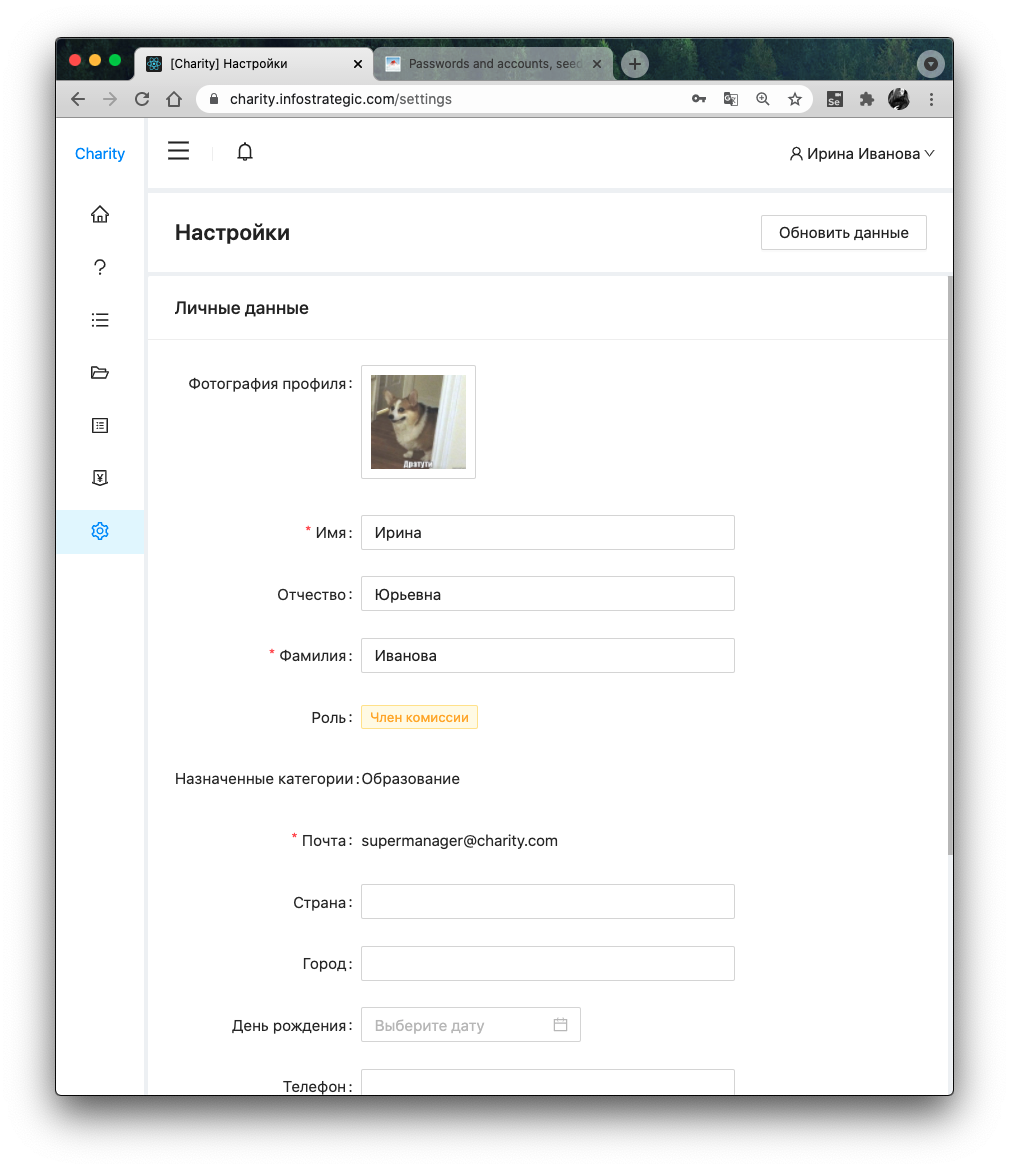 [Charity] Настройки
Passwords and accounts, seed
charity.infostrategic.com/settings
Charity
Ирина Иванова
Настройки
Обновить данные
Личные данные
Фотография профиля:
Дратути
* Имя: Ирина
Отчество: Юрьевна
* Фамилия: Иванова
Роль: Член комиссии
Назначенные категории: Образование
* Почта: supermanager@charity.com
Страна:
Город:
День рождения: Выберите дату
Телефон: